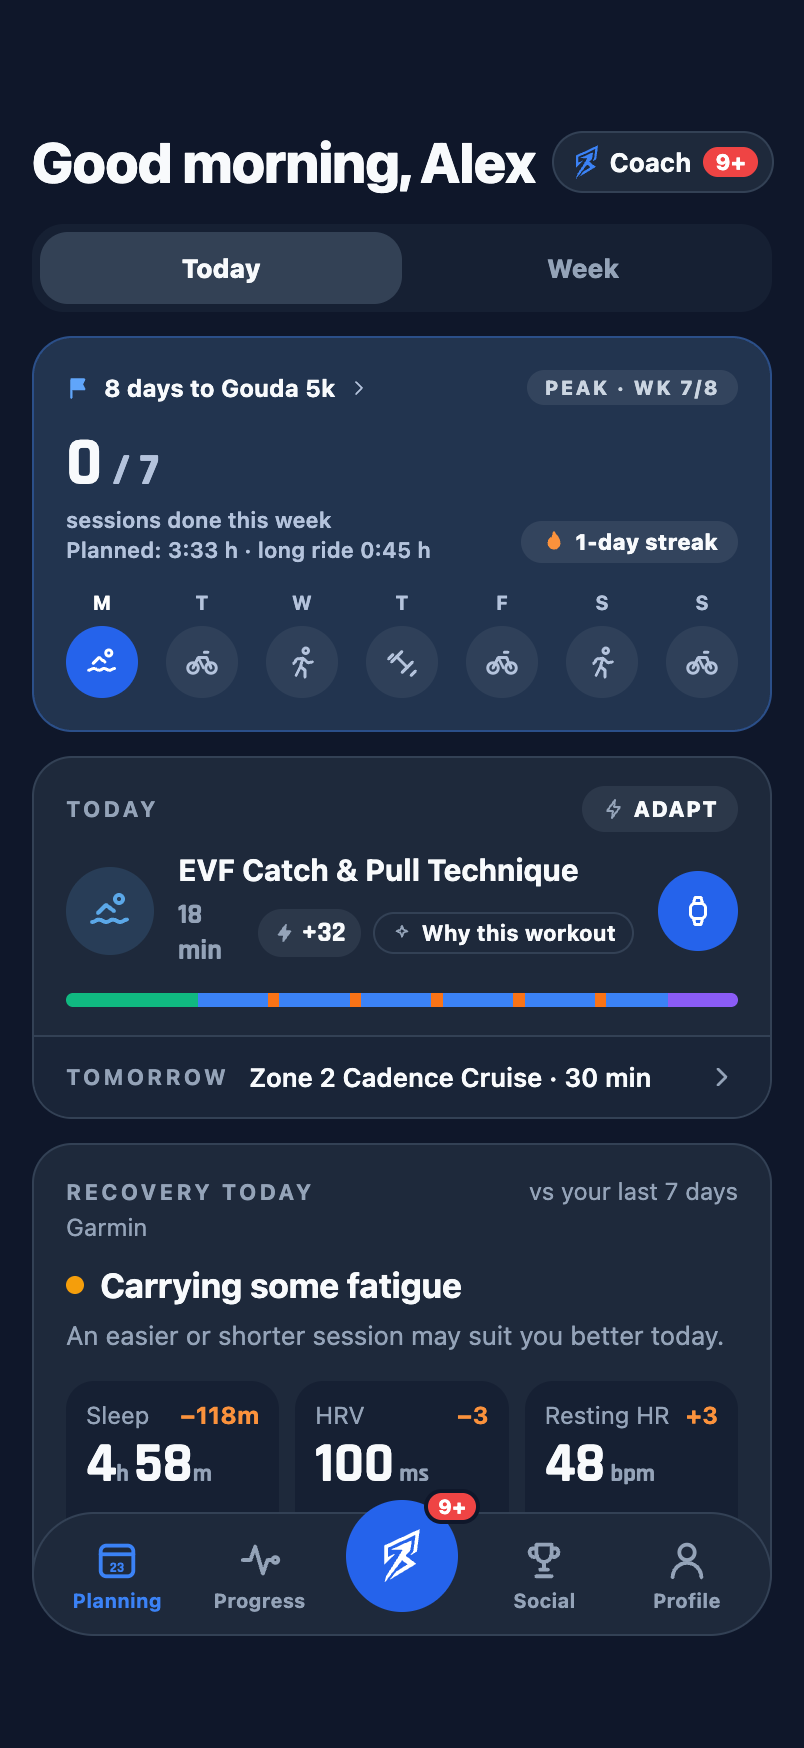 Good morning, Alex
Coach 9+
Today Week
8 days to Gouda 5k
PEAK · WK 7/8
0 / 7
sessions done this week
Planned: 3:33 h · long ride 0:45 h
1-day streak
M T W T F S S
TODAY
ADAPT
EVF Catch & Pull Technique
18 min
+32
Why this workout
TOMORROW Zone 2 Cadence Cruise · 30 min
RECOVERY TODAY
vs your last 7 days
Garmin
Carrying some fatigue
An easier or shorter session may suit you better today.
Sleep −118m
4h 58m
HRV −3
100 ms
Resting HR +3
48 bpm
9+
23
Planning
Progress
Social
Profile